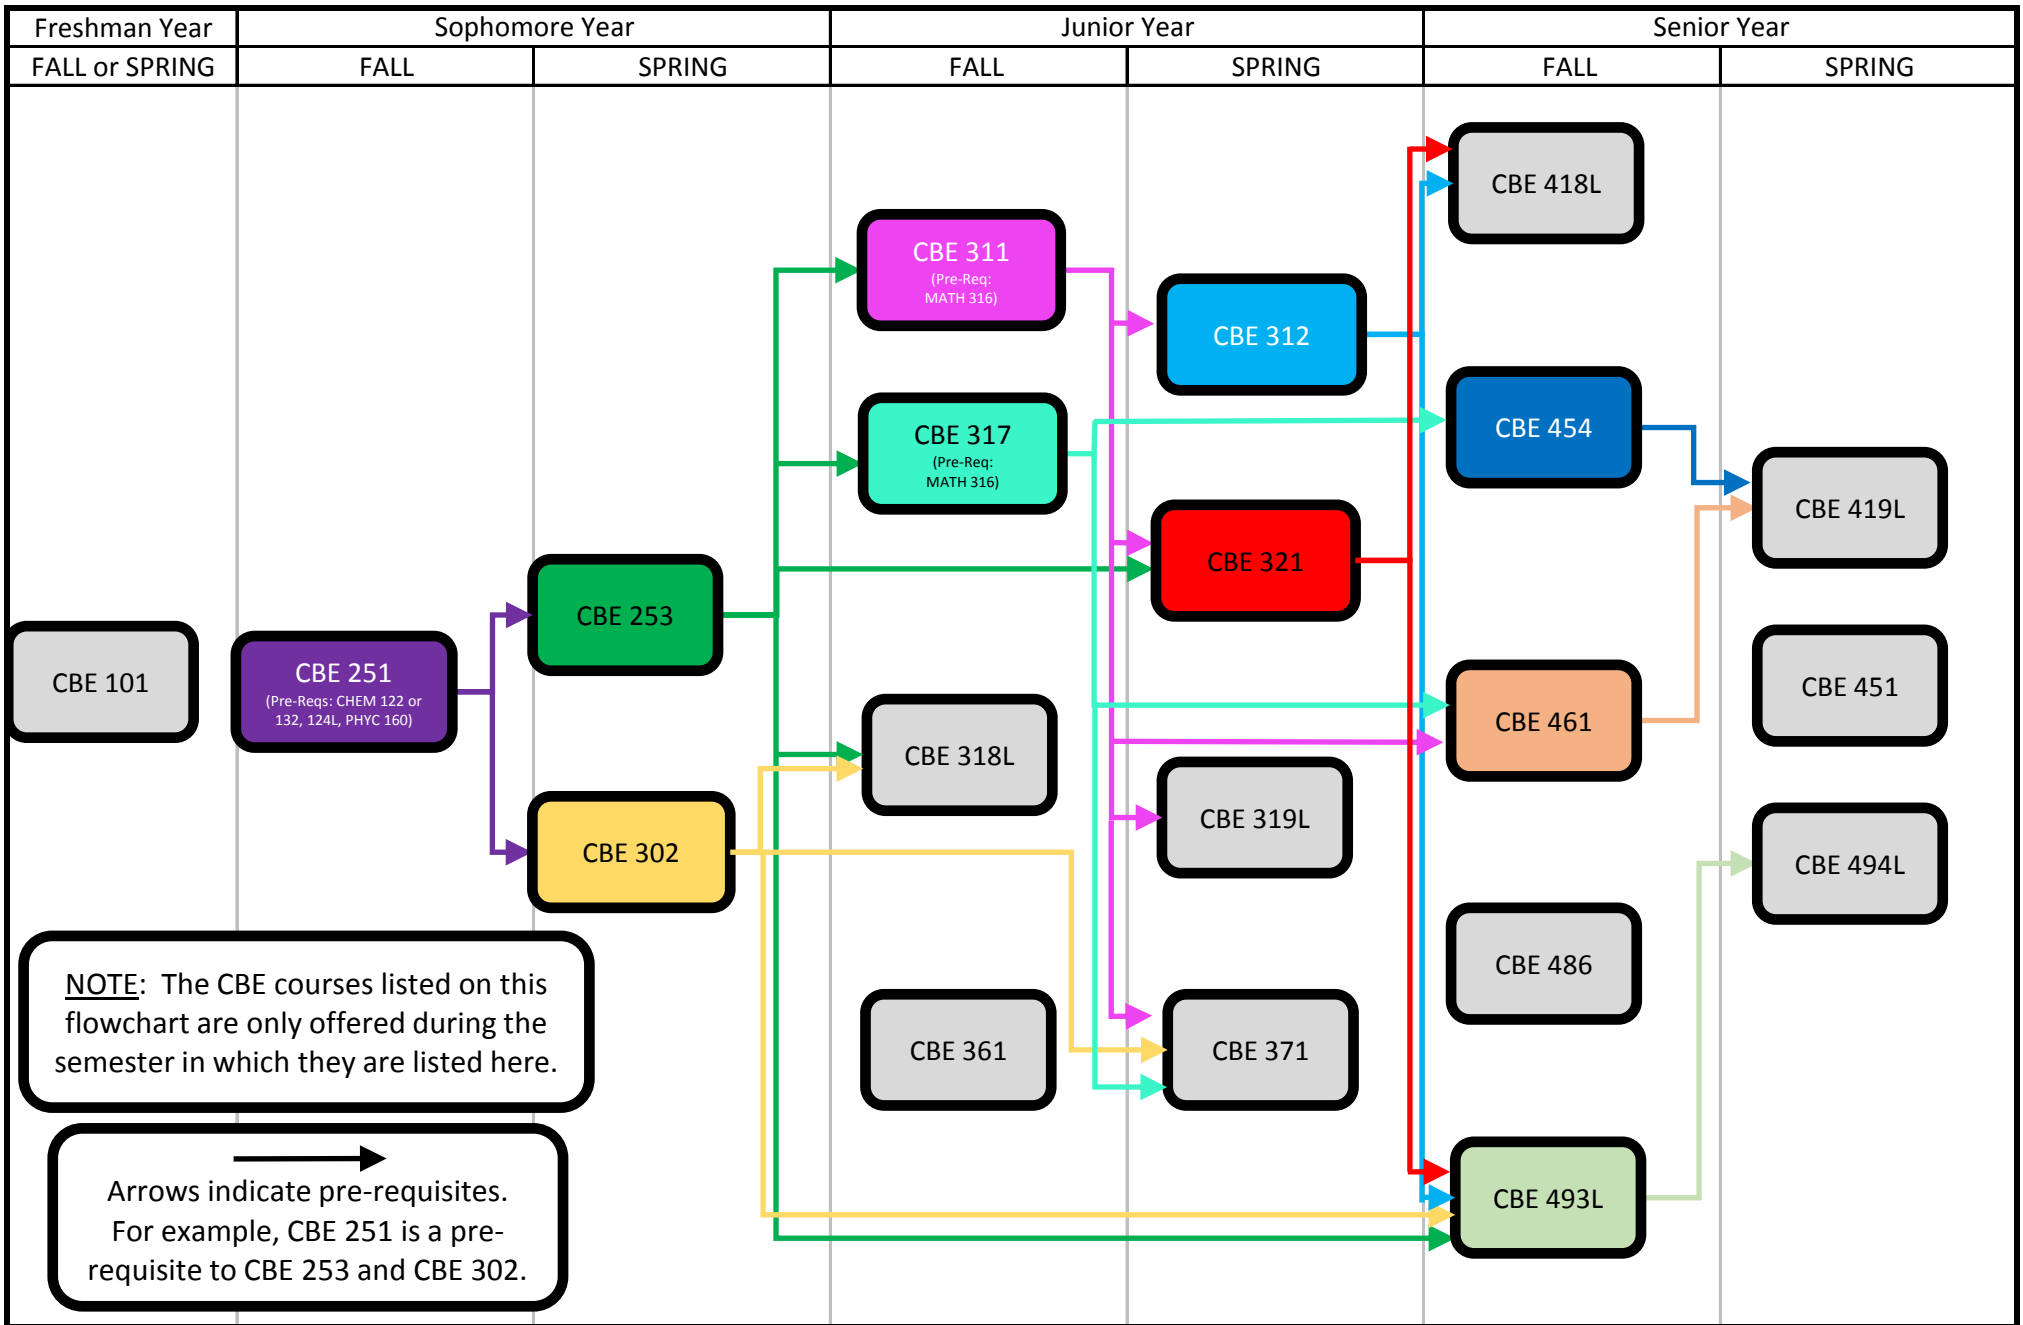 Freshman Year
Sophomore Year
Junior Year
Senior Year
FALL or SPRING
FALL
SPRING
FALL
SPRING
FALL
SPRING
CBE 101
CBE 251
(Pre-Reqs: CHEM 122 or
132, 124L, PHYC 160)
CBE 253
CBE 302
CBE 311
(Pre-Req:
MATH 316)
CBE 317
(Pre-Req:
MATH 316)
CBE 318L
CBE 361
CBE 312
CBE 321
CBE 319L
CBE 371
CBE 418L
CBE 454
CBE 461
CBE 486
CBE 493L
CBE 419L
CBE 451
CBE 494L
NOTE:  The CBE courses listed on this
flowchart are only offered during the
semester in which they are listed here.
Arrows indicate pre-requisites.
For example, CBE 251 is a pre-
requisite to CBE 253 and CBE 302.